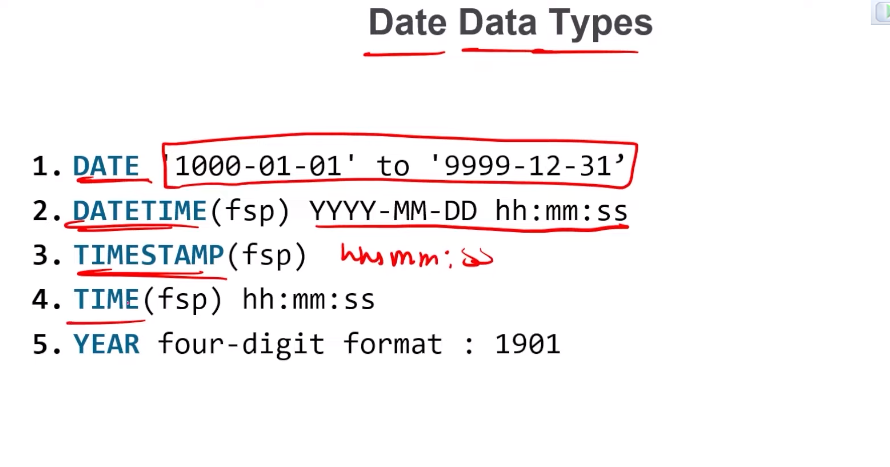 Date Data Types
1. DATE '1000-01-01' to '9999-12-31’
2. DATETIME(fsp) YYYY-MM-DD hh:mm:ss
3. TIMESTAMP(fsp) hh:mm:ss
4. TIME(fsp) hh:mm:ss
5. YEAR four-digit format : 1901